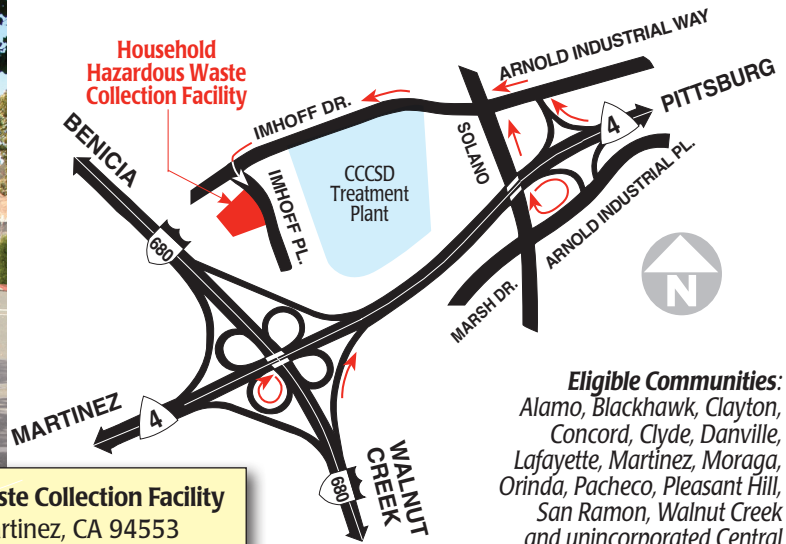 Household
Hazardous Waste
Collection Facility
ARNOLD INDUSTRIAL WAY
PITTSBURG
IMHOFF DR.
4
BENICIA
SOLANO
CCCSD
Treatment
Plant
IMHOFF PL.
ARNOLD INDUSTRIAL PL.
680
N
MARSH DR.
MARTINEZ
4
WALNUT
CREEK
680
Eligible Communities:
Alamo, Blackhawk, Clayton,
Concord, Clyde, Danville,
Lafayette, Martinez, Moraga,
Orinda, Pacheco, Pleasant Hill,
San Ramon, Walnut Creek
and unincorporated Central
Collection Facility
CA 94553